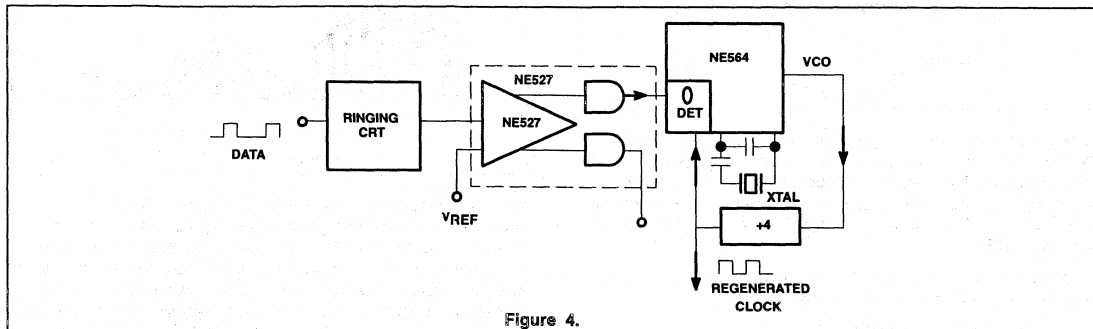 NE564
VCO
NE527
RINGING
CRT
NE527
0
DET
DATA
VREF
XTAL
+4
REGENERATED
CLOCK
Figure 4.